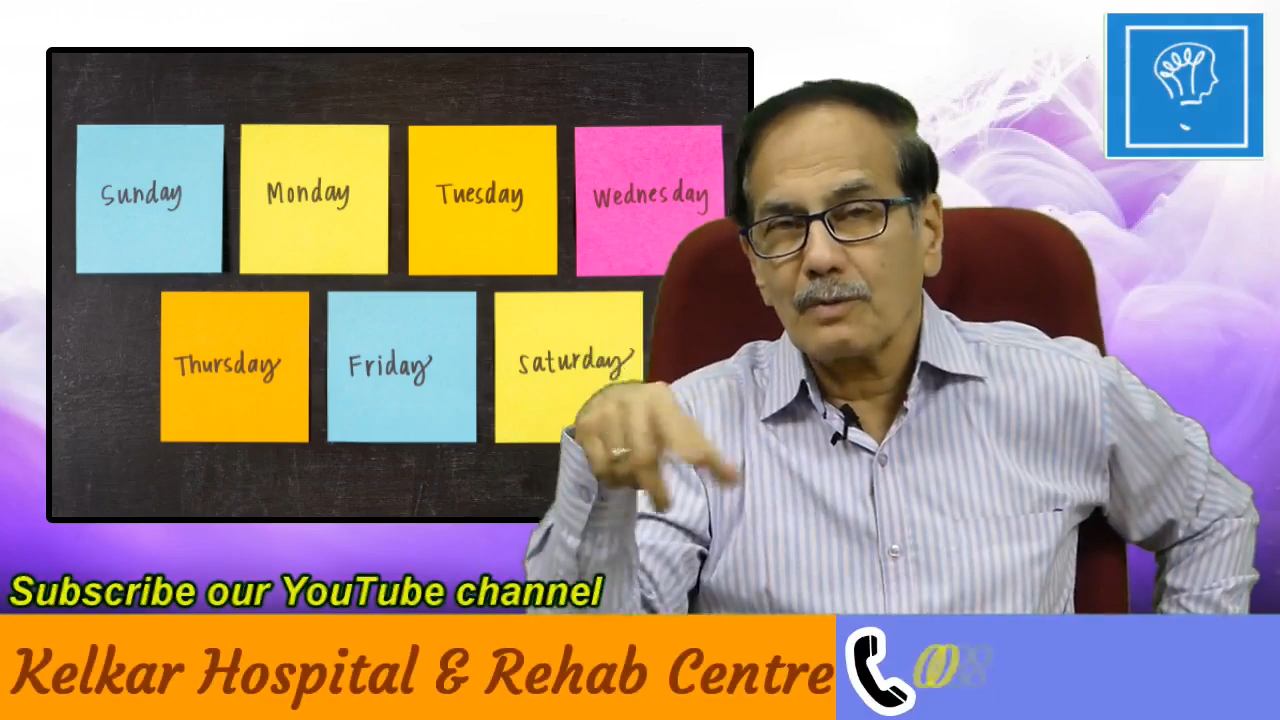 Sunday Monday Tuesday Wednesday
Thursday Friday saturday
Subscribe our YouTube channel
Kelkar Hospital & Rehab Centre